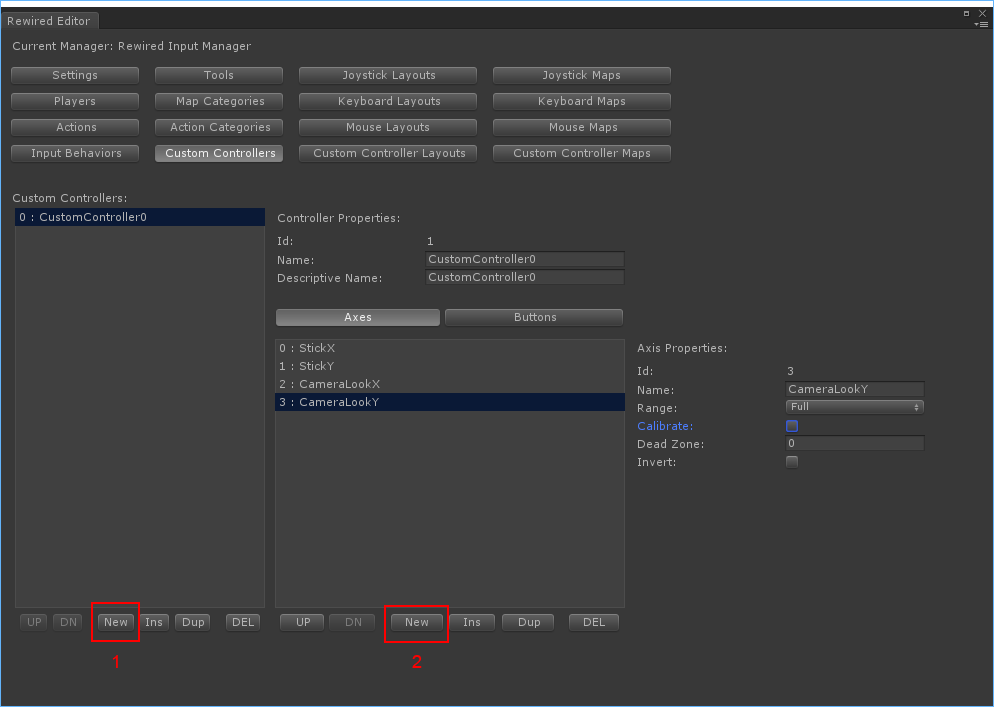 Rewired Editor
Current Manager: Rewired Input Manager
Settings Tools Joystick Layouts Joystick Maps
Players Map Categories Keyboard Layouts Keyboard Maps
Actions Action Categories Mouse Layouts Mouse Maps
Input Behaviors Custom Controllers Custom Controller Layouts Custom Controller Maps
Custom Controllers:
0 : CustomController0
Controller Properties:
Id: 1
Name: CustomController0
Descriptive Name: CustomController0
Axes Buttons
0 : StickX
1 : StickY
2 : CameraLookX
3 : CameraLookY
Axis Properties:
Id: 3
Name: CameraLookY
Range: Full
Calibrate:
Dead Zone: 0
Invert:
UP DN New Ins Dup DEL
UP DN New Ins Dup DEL
1
2